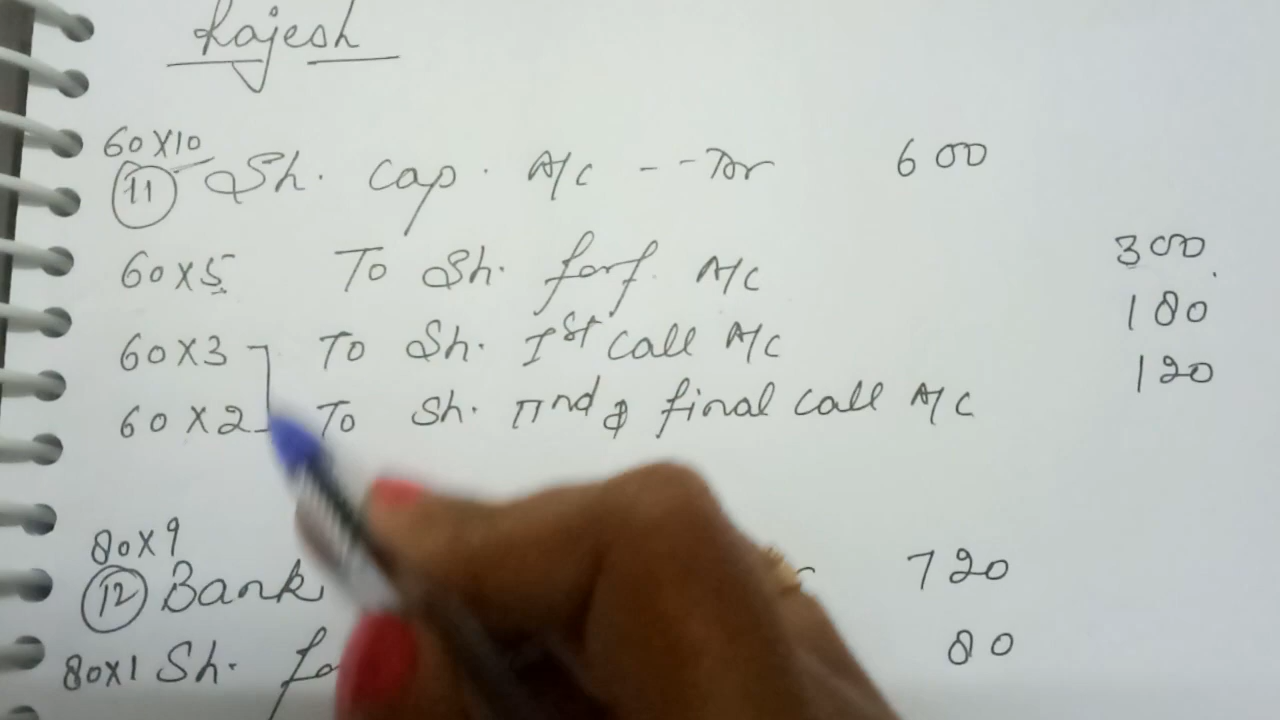 Rajesh
60X10
(11) Sh. Cap. A/C -- Dr 600
60X5 To Sh. forf. A/C 300
60X3 To Sh. Ist Call A/C 180
60X2 To Sh. IInd & final call A/C 120
80X9
(12) Bank 720
80X1 Sh. fo 80